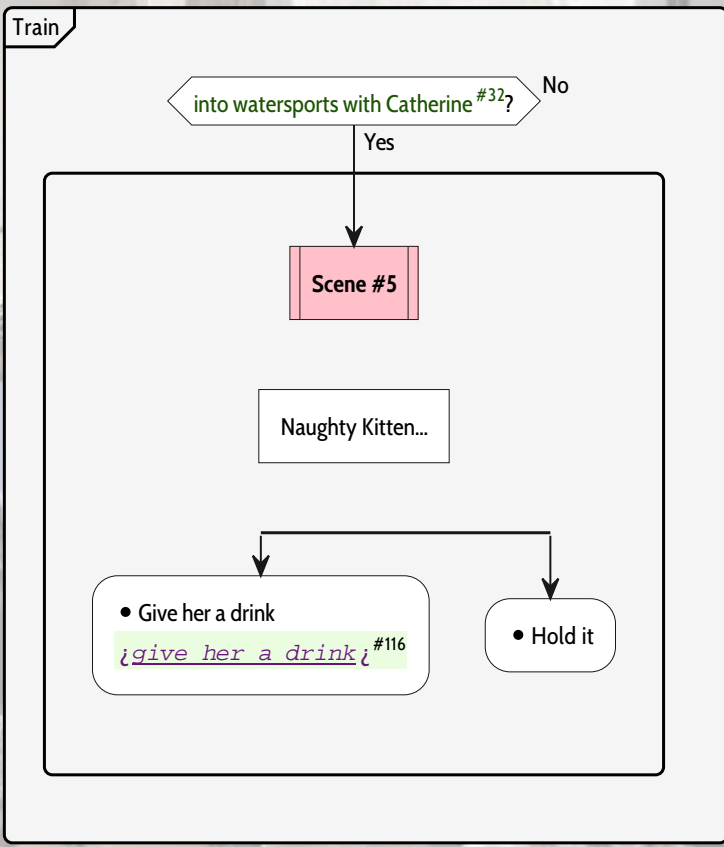 Train
into watersports with Catherine #32?
No
Yes
Scene #5
Naughty Kitten...
• Give her a drink
¿give her a drink¿ #116
• Hold it